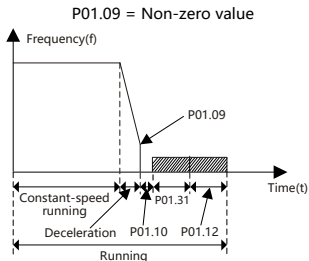 P01.09 = Non-zero value
Frequency(f)
P01.09
Time(t)
Constant-speed
running
P01.31
Deceleration
P01.10
P01.12
Running